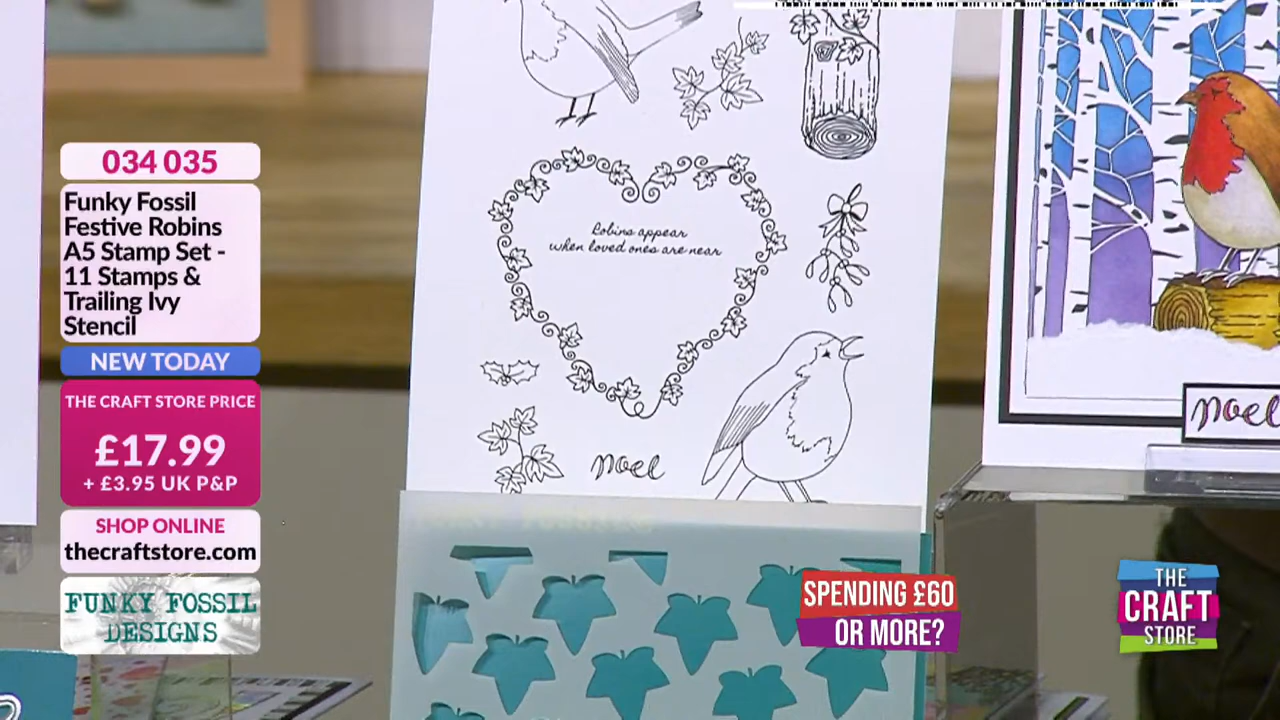 034 035
Funky Fossil
Festive Robins
A5 Stamp Set -
11 Stamps &
Trailing Ivy
Stencil
NEW TODAY
THE CRAFT STORE PRICE
£17.99
+ £3.95 UK P&P
SHOP ONLINE
thecraftstore.com
FUNKY FOSSIL
DESIGNS
Robins appear
when loved ones are near
noel
noel
SPENDING £60
OR MORE?
THE
CRAFT
STORE